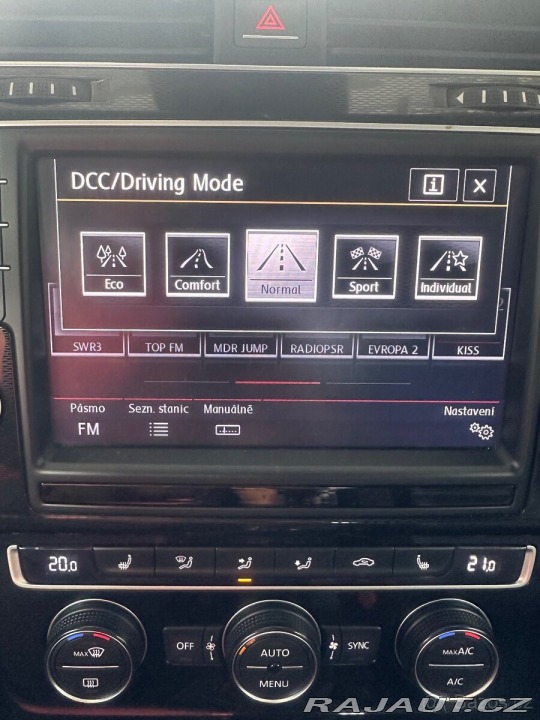 DCC/Driving Mode
i
Eco
Comfort
Normal
Sport
Individual
SWR3
TOP FM
MDR JUMP
RADIOPSR
EVROPA 2
KISS
Pásmo
Sezn. stanic
Manuálně
Nastavení
FM
20,0
21,0
MAX
OFF
AUTO
MENU
SYNC
MAX A/C
A/C
RAJAUT.CZ